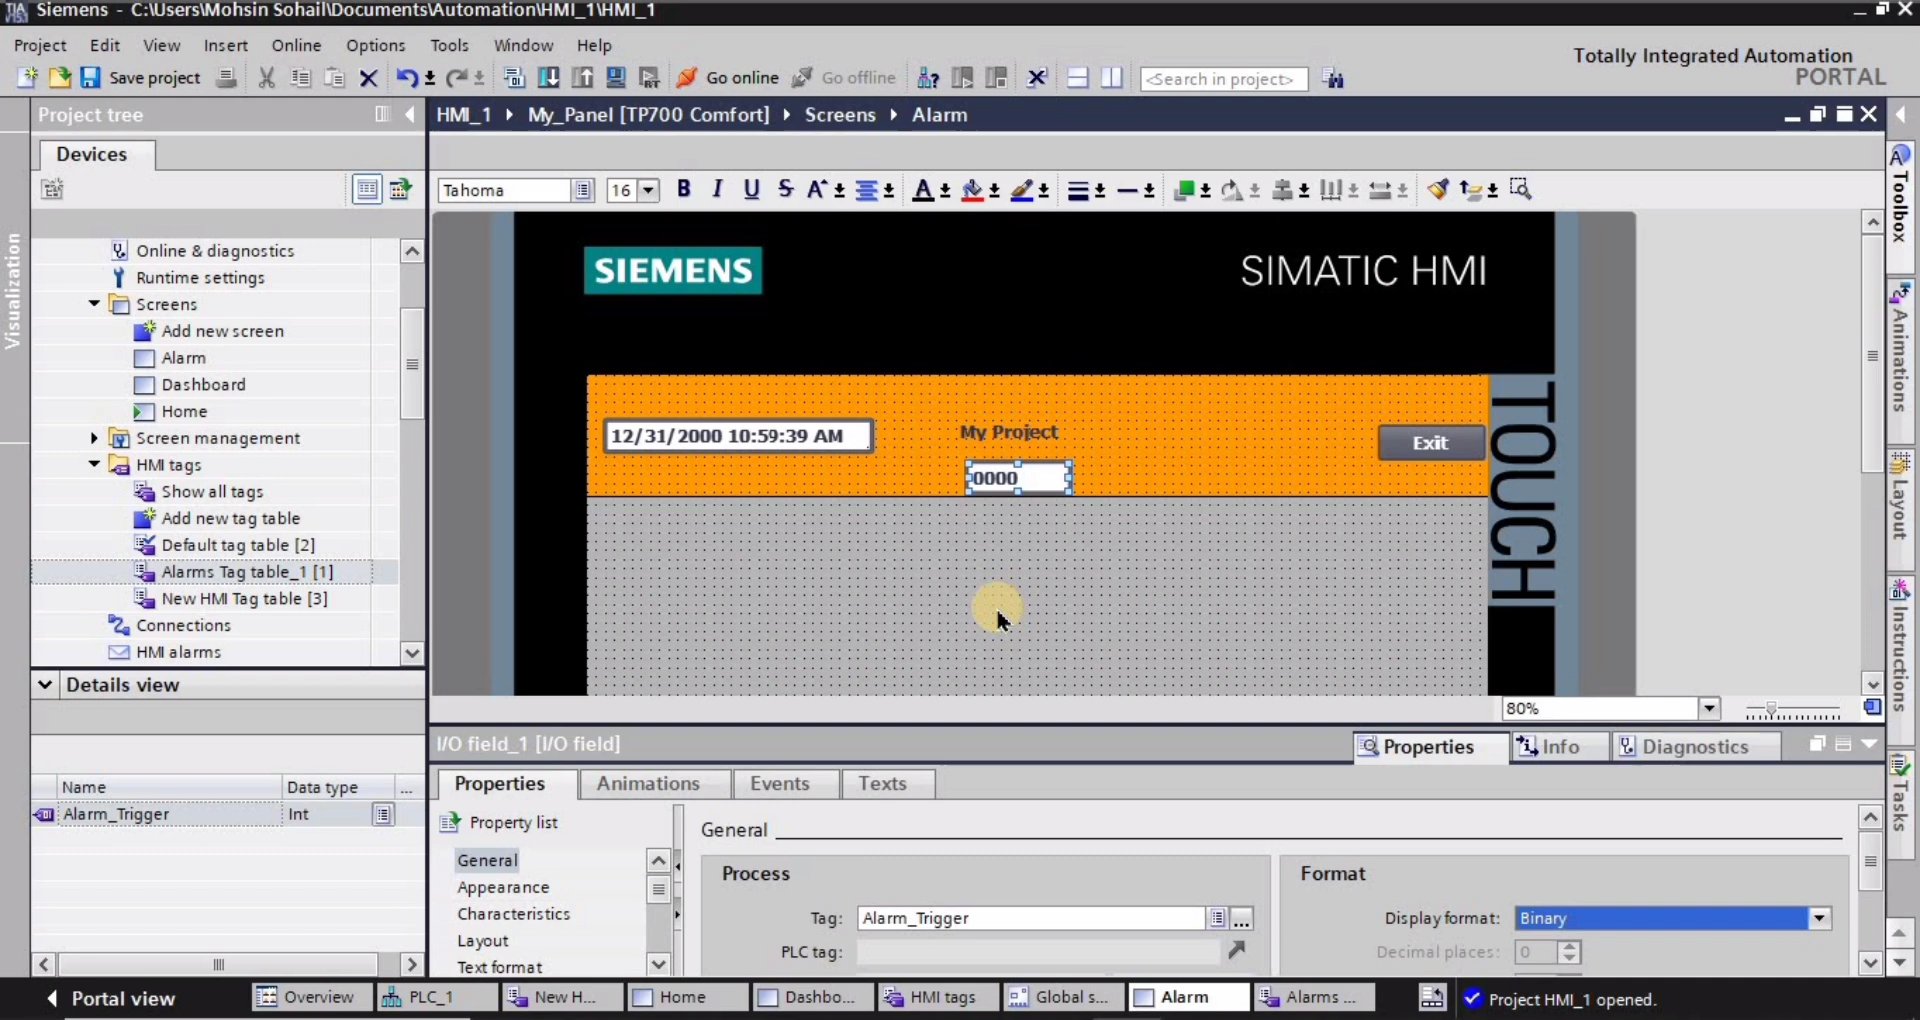 Siemens - C:\Users\Mohsin Sohail\Documents\Automation\HMI_1\HMI_1
Project Edit View Insert Online Options Tools Window Help
Totally Integrated Automation
PORTAL
Save project Go online Go offline <Search in project>
Project tree
HMI_1 My_Panel [TP700 Comfort] Screens Alarm
Devices
Tahoma 16 B I U S A A
Visualization
Online & diagnostics
Runtime settings
Screens
Add new screen
Alarm
Dashboard
Home
Screen management
HMI tags
Show all tags
Add new tag table
Default tag table [2]
Alarms Tag table_1 [1]
New HMI Tag table [3]
Connections
HMI alarms
SIEMENS
SIMATIC HMI
12/31/2000 10:59:39 AM
My Project
Exit
0000
TOUCH
80%
Toolbox
Animations
Layout
Instructions
Tasks
Details view
Name Data type ...
Alarm_Trigger Int
I/O field_1 [I/O field]
Properties Info Diagnostics
Properties Animations Events Texts
Property list
General
Appearance
Characteristics
Layout
Text format
General
Process
Tag: Alarm_Trigger ...
PLC tag:
Format
Display format: Binary
Decimal places: 0
Portal view Overview PLC_1 New H... Home Dashbo... HMI tags Global s... Alarm Alarms ... Project HMI_1 opened.